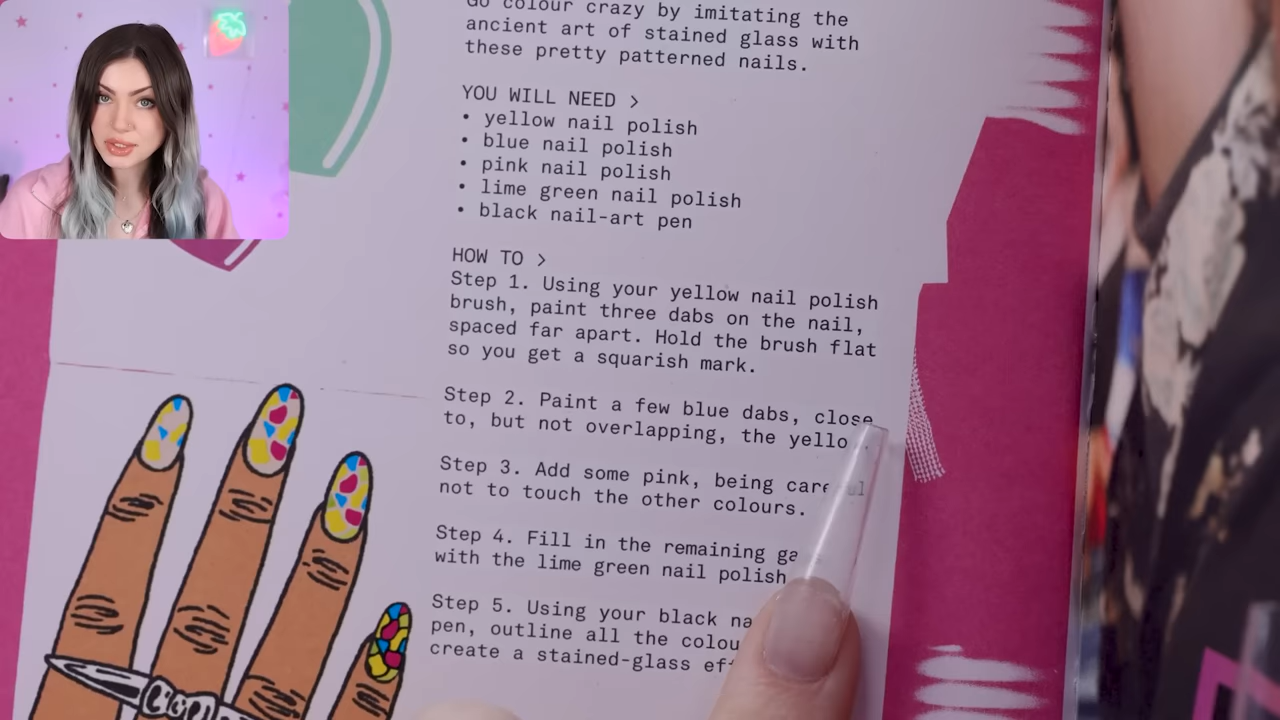 Go colour crazy by imitating the
ancient art of stained glass with
these pretty patterned nails.
YOU WILL NEED >
• yellow nail polish
• blue nail polish
• pink nail polish
• lime green nail polish
• black nail-art pen
HOW TO >
Step 1. Using your yellow nail polish
brush, paint three dabs on the nail,
spaced far apart. Hold the brush flat
so you get a squarish mark.
Step 2. Paint a few blue dabs, close
to, but not overlapping, the
Step 3. Add some pink, being careful
not to touch the other colours.
Step 4. Fill in the remaining
with the lime green nail polish
Step 5. Using your black
pen, outline all the
create a stained-glass